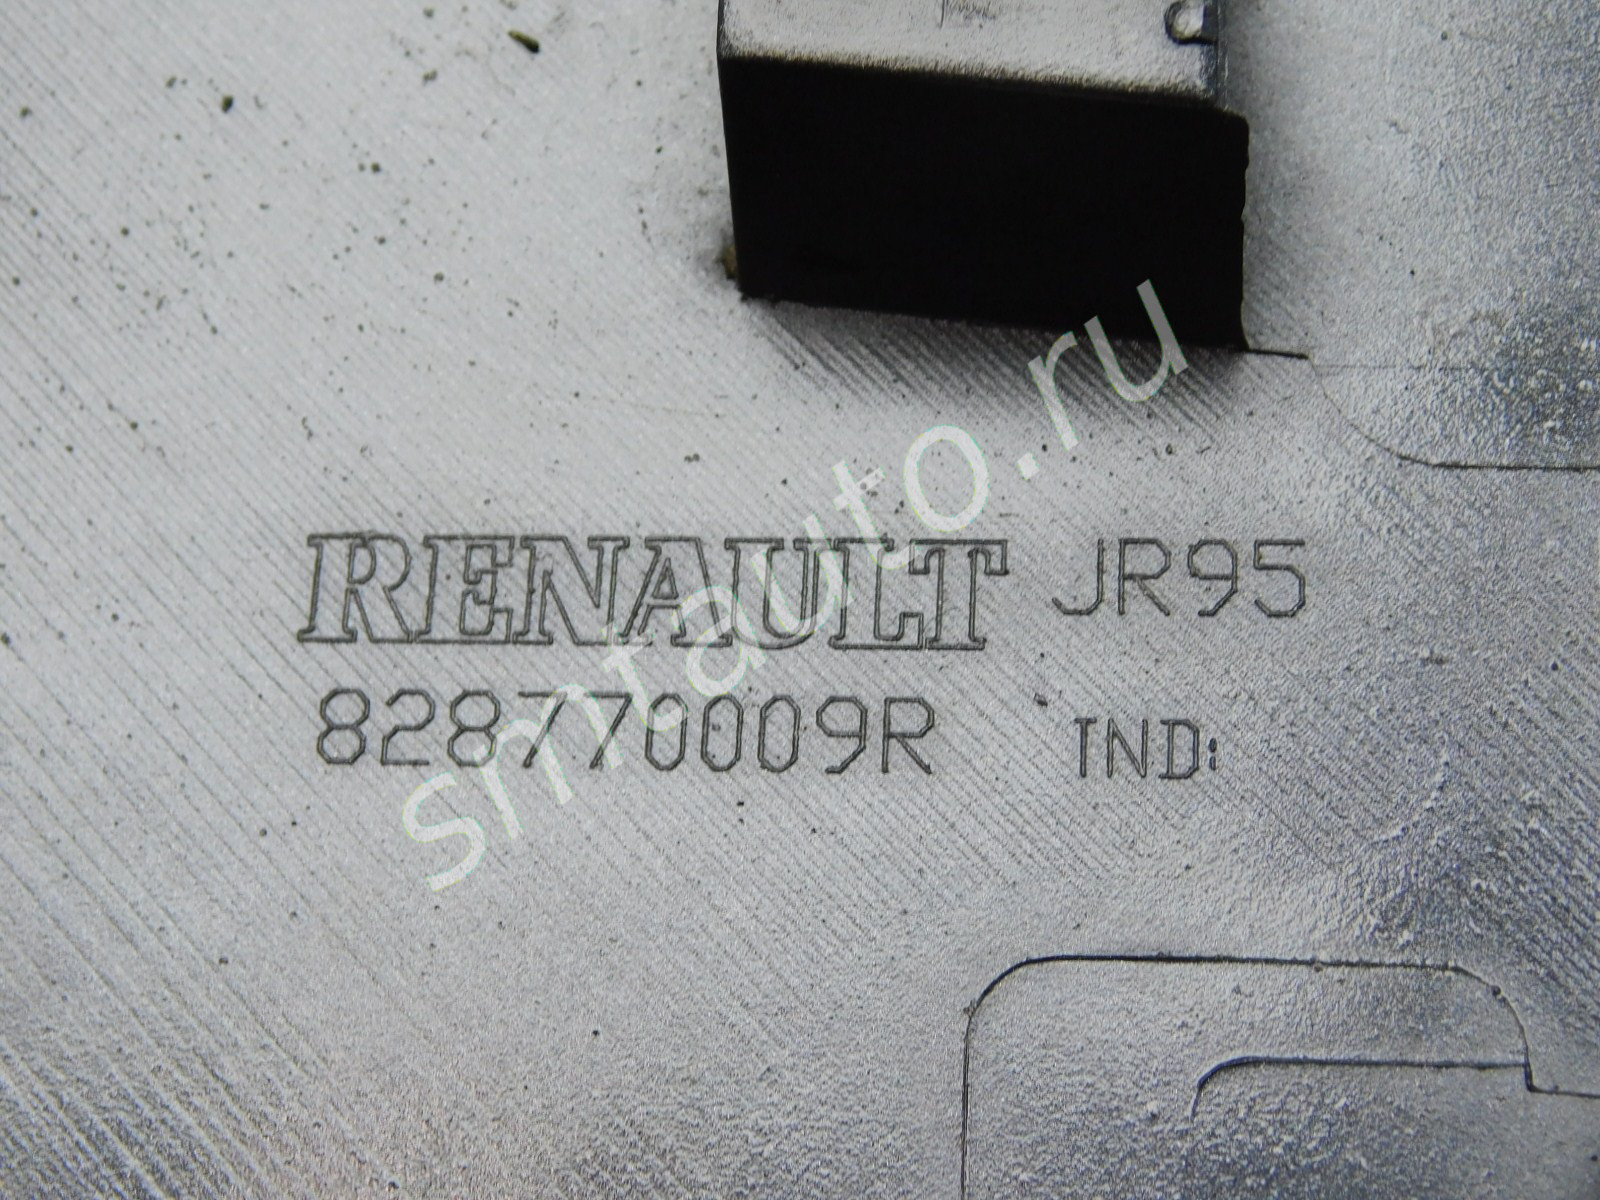 RENAULT JR95
828770009R IND:
smtauto.ru